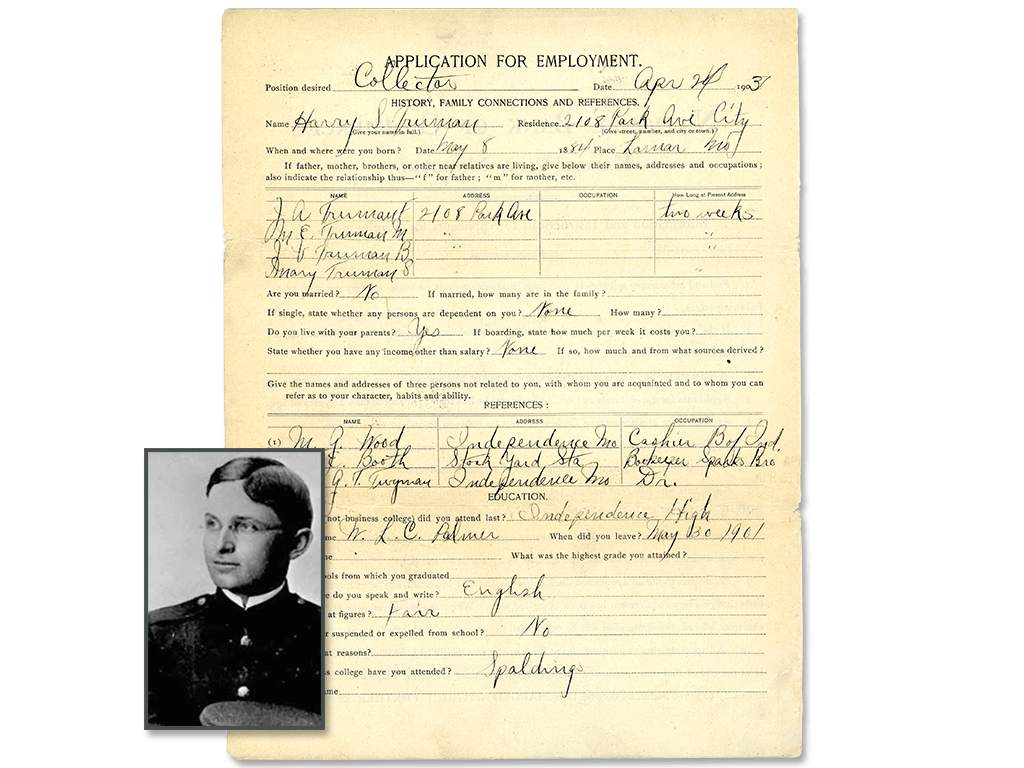 APPLICATION FOR EMPLOYMENT.
Position desired Collector Date Apr 24 1903
HISTORY, FAMILY CONNECTIONS AND REFERENCES.
Name Harry S. Truman Residence 2108 Park Ave City
(Give your name in full.) (Give street, number, and city or town.)
When and where were you born? Date May 8 1884 Place Lamar Mo
If father, mother, brothers, or other near relatives are living, give below their names, addresses and occupations;
also indicate the relationship thus—"f" for father; "m" for mother, etc.
NAME ADDRESS OCCUPATION How Long at Present Address
J A Truman f 2108 Park Ave two weeks
M E. Truman M " "
J V Truman B " "
Mary Truman S "
Are you married? No If married, how many are in the family?
If single, state whether any persons are dependent on you? None How many?
Do you live with your parents? Yes If boarding, state how much per week it costs you?
State whether you have any income other than salary? None If so, how much and from what sources derived?
Give the names and addresses of three persons not related to you, with whom you are acquainted and to whom you can
refer as to your character, habits and ability.
REFERENCES:
NAME ADDRESS OCCUPATION
(1) M. G. Wood Independence Mo Cashier B of Ind.
Booth Stock Yard Sta Bookeeper Sparks Bro
G. T. Twyman Independence Mo Dr.
EDUCATION.
(not business college) did you attend last? Independence High
me W. L. C. Palmer When did you leave? May 30 1901
me What was the highest grade you attained?
ols from which you graduated
e do you speak and write? English
at figures? Fair
r suspended or expelled from school? No
at reasons?
ss college have you attended? Spaldings
me